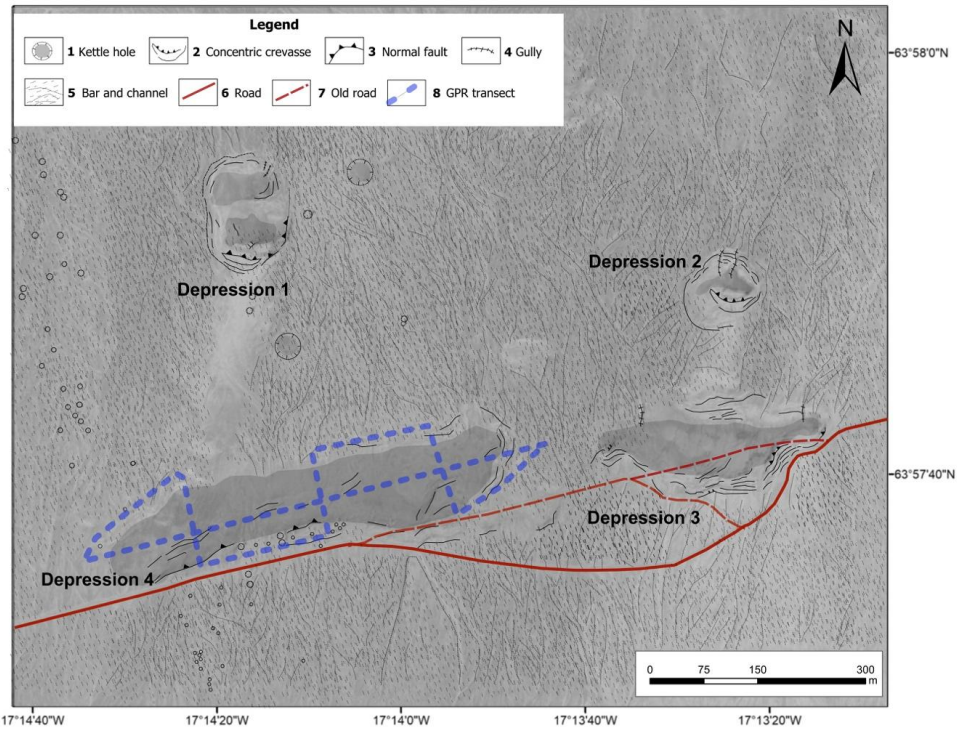 Legend
1 Kettle hole
2 Concentric crevasse
3 Normal fault
4 Gully
5 Bar and channel
6 Road
7 Old road
8 GPR transect
N
63°58'0"N
Depression 1
Depression 2
63°57'40"N
Depression 3
Depression 4
0 75 150 300
m
17°14'40"W 17°14'20"W 17°14'0"W 17°13'40"W 17°13'20"W